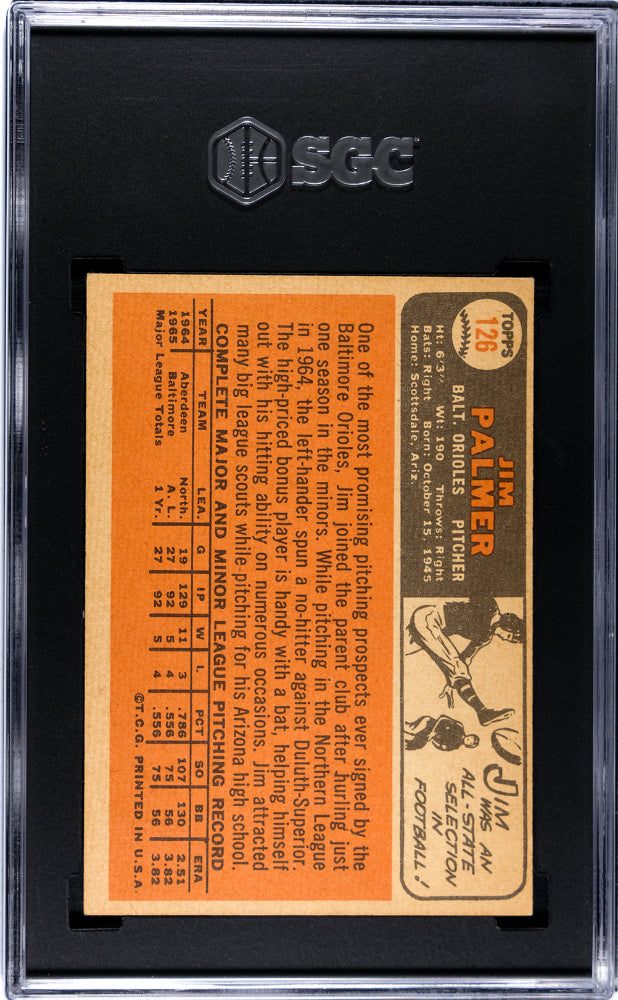 SGC
TOPPS
126
JIM
PALMER
BALT. ORIOLES PITCHER
Ht: 6'3" Wt: 190 Throws: Right
Bats: Right Born: October 15, 1945
Home: Scottsdale, Ariz.
JIM
WAS AN
ALL-STATE
SELECTION
IN
FOOTBALL!
One of the most promising pitching prospects ever signed by the
Baltimore Orioles, Jim joined the parent club after hurling just
one season in the minors. While pitching in the Northern League
in 1964, the left-hander spun a no-hitter against Duluth-Superior.
The high-priced bonus player is handy with a bat, helping himself
out with his hitting ability on numerous occasions. Jim attracted
many big league scouts while pitching for his Arizona high school.
COMPLETE MAJOR AND MINOR LEAGUE PITCHING RECORD
YEAR TEAM LEA. G IP W L PCT SO BB ERA
1964 Aberdeen North. 19 129 11 3 .786 107 130 2.51
1965 Baltimore A. L. 27 92 5 4 .556 75 56 3.82
Major League Totals 1 Yr. 27 92 5 4 .556 75 56 3.82
©T.C.G. PRINTED IN U.S.A.